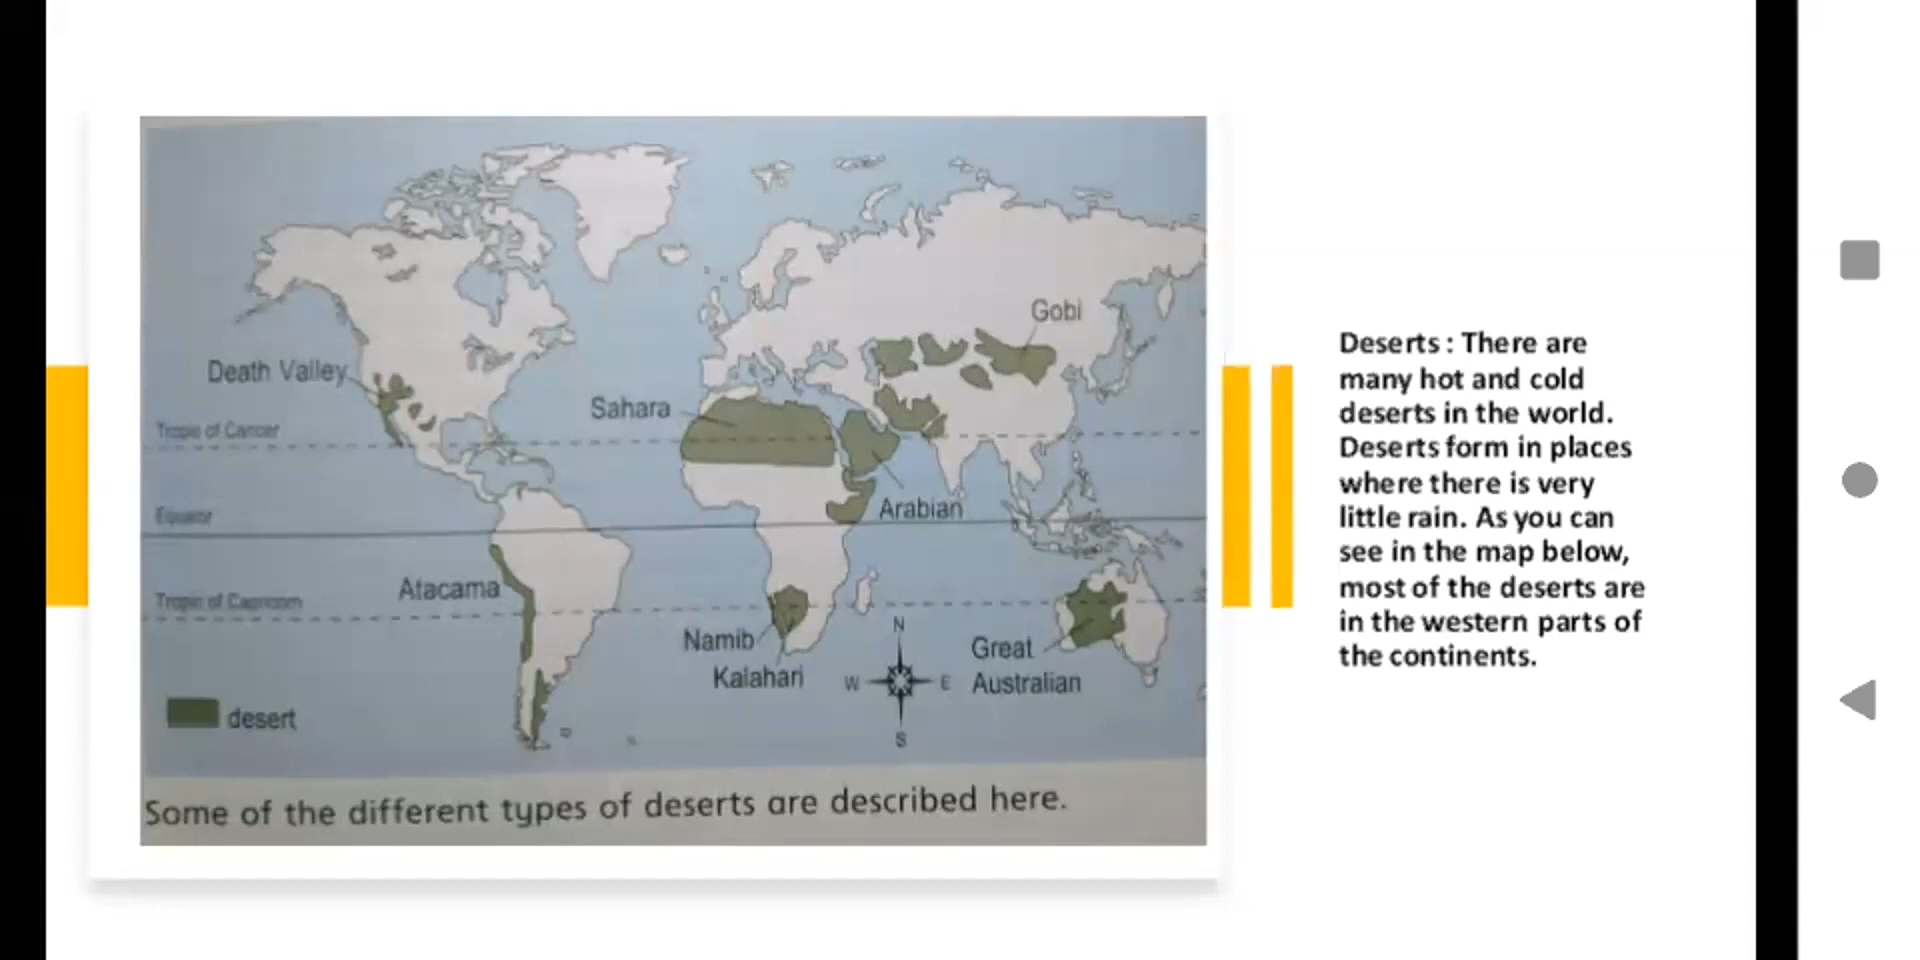 Gobi
Death Valley
Sahara
Tropic of Cancer
Arabian
Equator
Atacama
Tropic of Capricorn
Namib
Kalahari
N
W
E
S
Great
Australian
desert
Some of the different types of deserts are described here.
Deserts : There are
many hot and cold
deserts in the world.
Deserts form in places
where there is very
little rain. As you can
see in the map below,
most of the deserts are
in the western parts of
the continents.